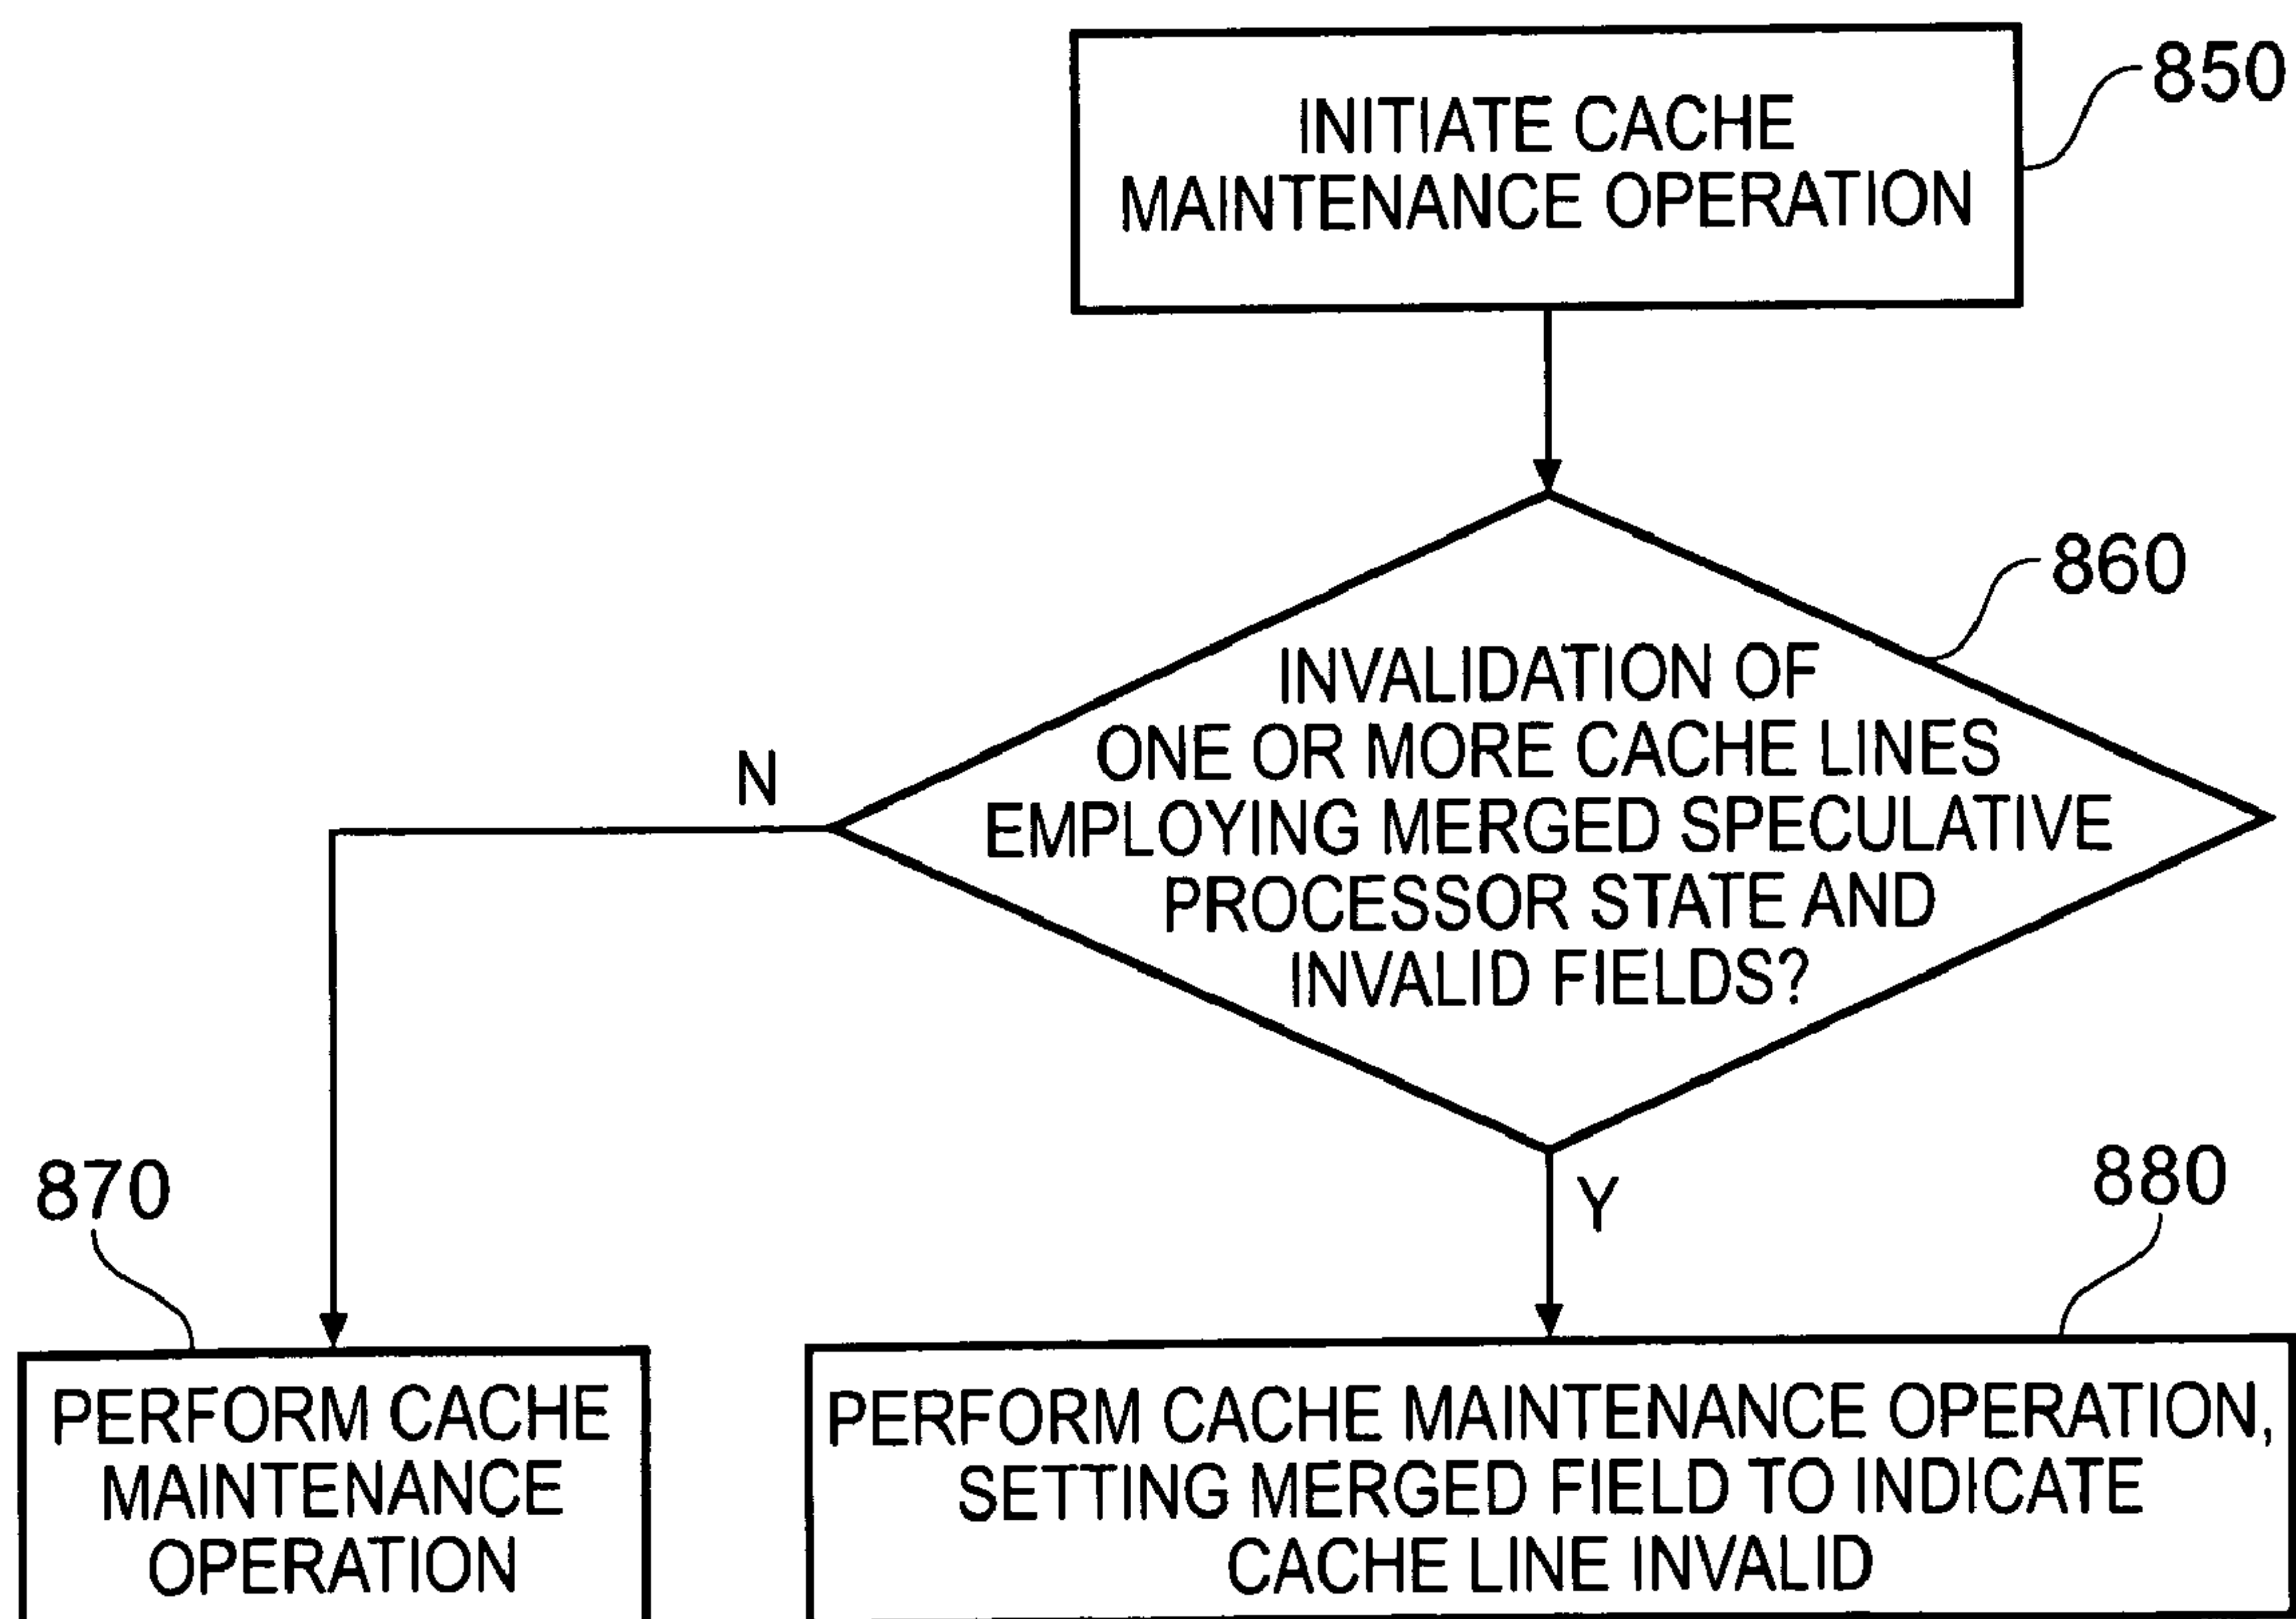 INITIATE CACHE
MAINTENANCE OPERATION
850
860
INVALIDATION OF
ONE OR MORE CACHE LINES
EMPLOYING MERGED SPECULATIVE
PROCESSOR STATE AND
INVALID FIELDS?
N
Y
870
880
PERFORM CACHE
MAINTENANCE
OPERATION
PERFORM CACHE MAINTENANCE OPERATION,
SETTING MERGED FIELD TO INDICATE
CACHE LINE INVALID